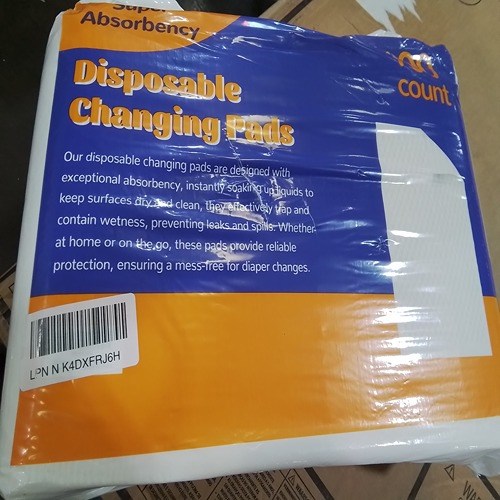 Super
Absorbency
Disposable
Changing Pads
count
Our disposable changing pads are designed with
exceptional absorbency, instantly soaking up liquids to
keep surfaces dry and clean, they effectively trap and
contain wetness, preventing leaks and spills. Whether
at home or on the go, these pads provide reliable
protection, ensuring a mess-free for diaper changes.
LPN N K4DXFRJ6H